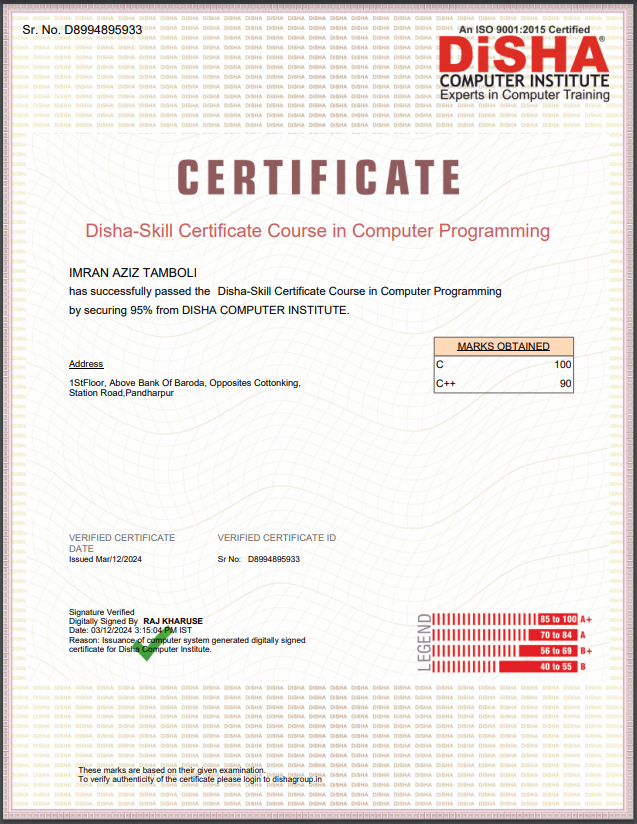 Sr. No. D8994895933
An ISO 9001:2015 Certified
DiSHA®
COMPUTER INSTITUTE
Experts in Computer Training
CERTIFICATE
Disha-Skill Certificate Course in Computer Programming
IMRAN AZIZ TAMBOLI
has successfully passed the Disha-Skill Certificate Course in Computer Programming
by securing 95% from DISHA COMPUTER INSTITUTE.
MARKS OBTAINED
C 100
C++ 90
Address
1StFloor, Above Bank Of Baroda, Opposites Cottonking,
Station Road,Pandharpur
VERIFIED CERTIFICATE
DATE
Issued Mar/12/2024
VERIFIED CERTIFICATE ID
Sr No: D8994895933
Signature Verified
Digitally Signed By RAJ KHARUSE
Date: 03/12/2024 3:15:04 PM IST
Reason: Issuance of computer system generated digitally signed
certificate for Disha Computer Institute.
LEGEND
85 to 100 A+
70 to 84 A
56 to 69 B+
40 to 55 B
These marks are based on their given examination.
To verify authenticity of the certificate please login to dishagroup.in